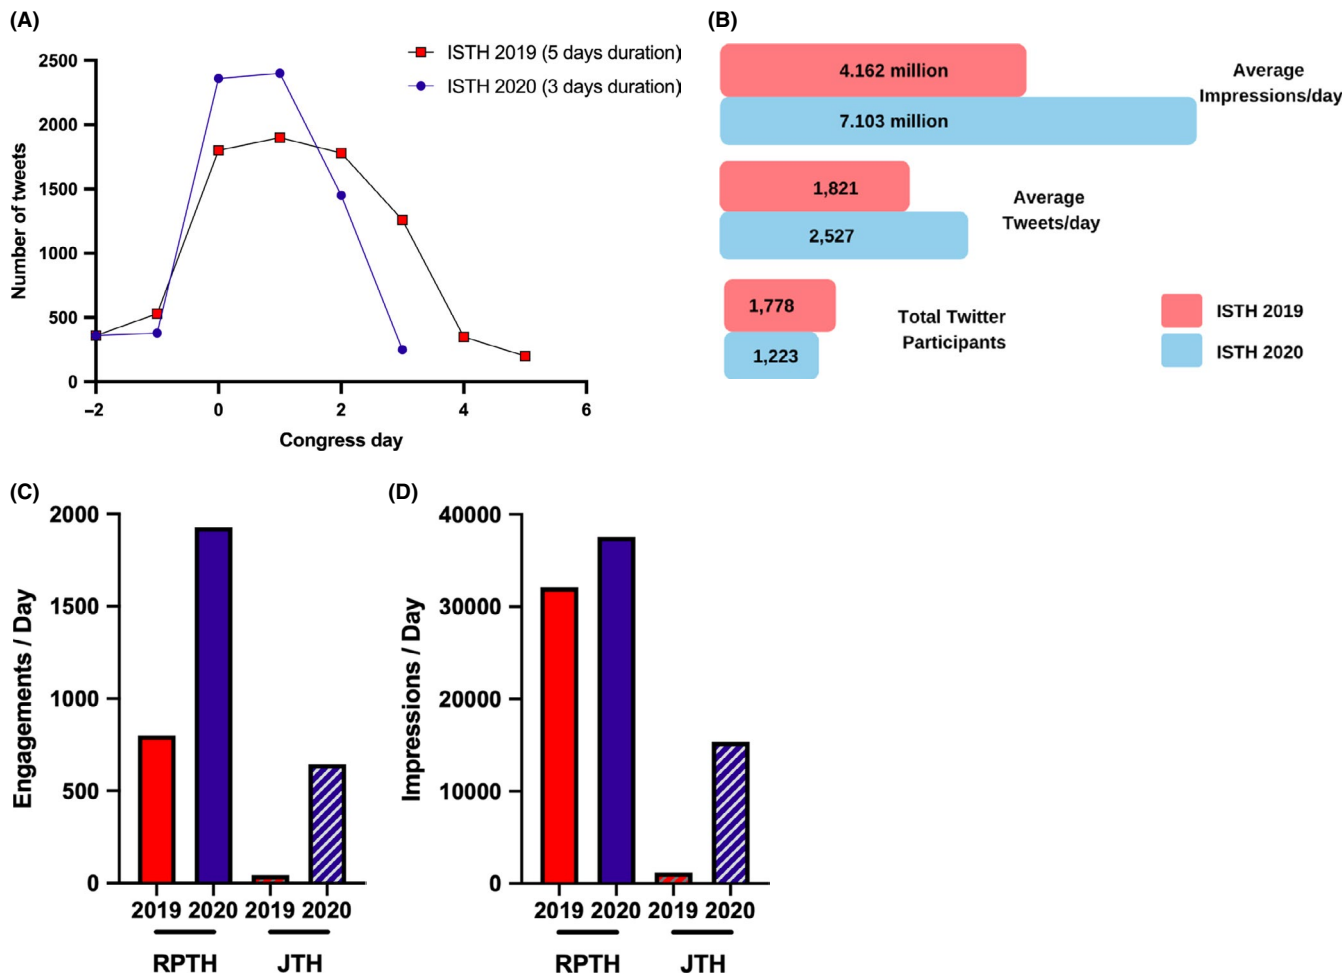 (A)
ISTH 2019 (5 days duration)
ISTH 2020 (3 days duration)
Number of tweets
2500
2000
1500
1000
500
0
−2
0
2
4
6
Congress day
(B)
4.162 million
7.103 million
Average
Impressions/day
1,821
2,527
Average
Tweets/day
1,778
1,223
Total Twitter
Participants
ISTH 2019
ISTH 2020
(C)
Engagements / Day
2000
1500
1000
500
0
2019 2020 2019 2020
RPTH JTH
(D)
Impressions / Day
40000
30000
20000
10000
0
2019 2020 2019 2020
RPTH JTH